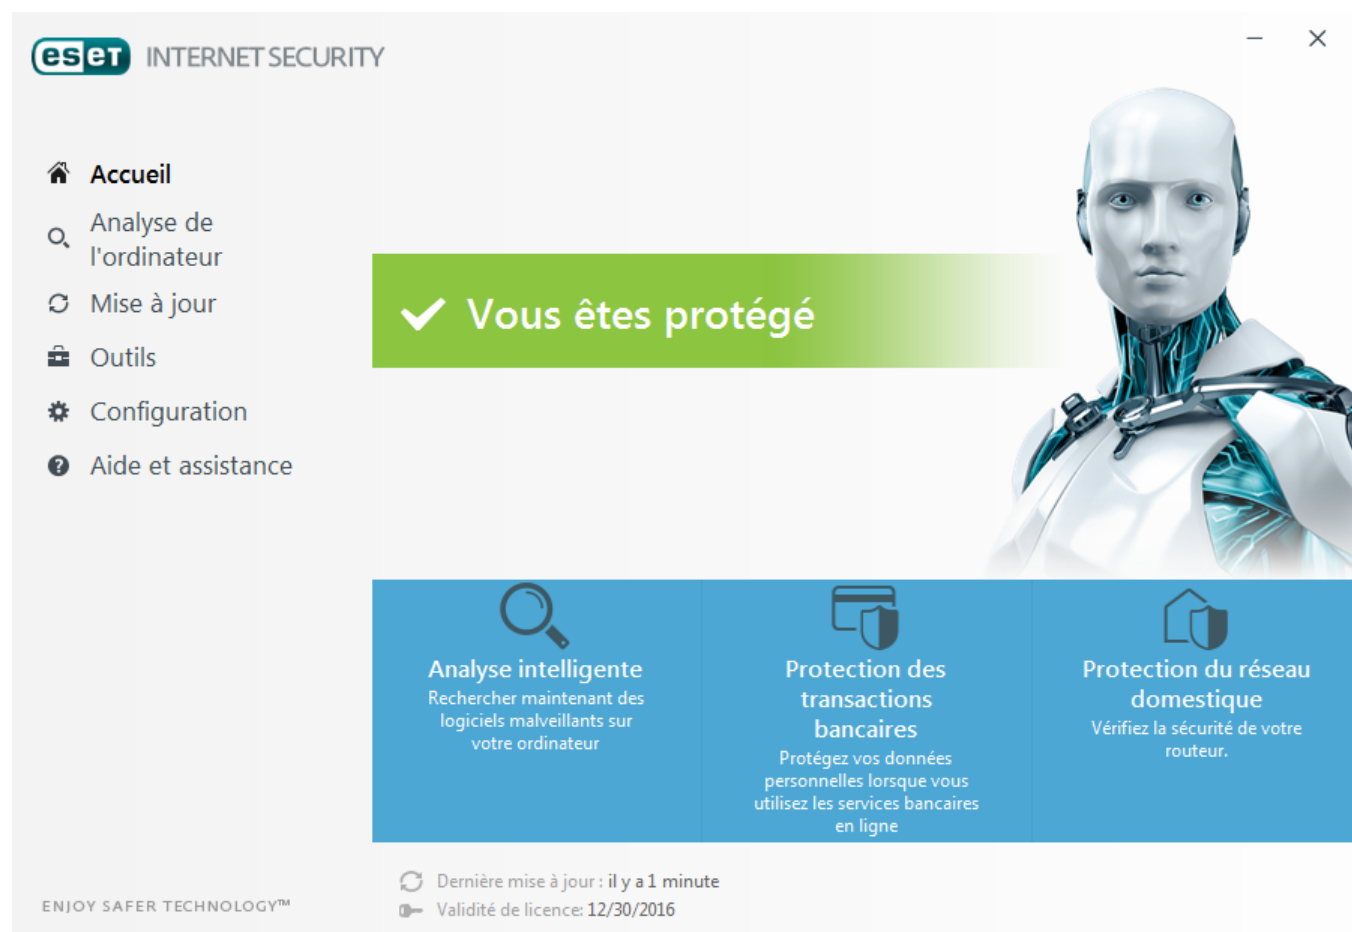 eset INTERNET SECURITY
Accueil
Analyse de
l'ordinateur
Mise à jour
Outils
Configuration
Aide et assistance
Vous êtes protégé
Analyse intelligente
Rechercher maintenant des
logiciels malveillants sur
votre ordinateur
Protection des
transactions
bancaires
Protégez vos données
personnelles lorsque vous
utilisez les services bancaires
en ligne
Protection du réseau
domestique
Vérifiez la sécurité de votre
routeur.
Dernière mise à jour : il y a 1 minute
Validité de licence: 12/30/2016
ENJOY SAFER TECHNOLOGY™